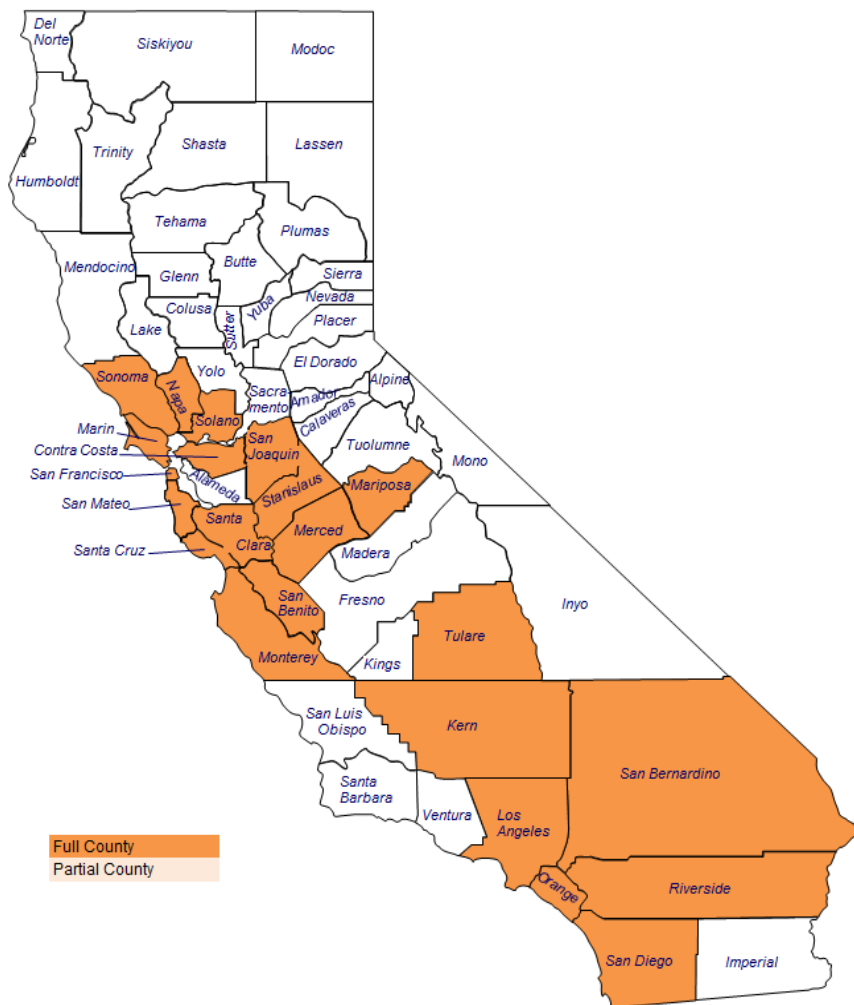 Del
Norte
Siskiyou
Modoc
Shasta
Lassen
Trinity
Humboldt
Tehama
Plumas
Mendocino
Butte
Glenn
Sierra
Nevada
Yuba
Colusa
Placer
Lake
Sutter
El Dorado
Yolo
Sonoma
Napa
Sacra-
mento
Amador
Alpine
Calaveras
Solano
Marin
San
Joaquin
Tuolumne
Contra Costa
Mono
San Francisco
Alameda
Stanislaus
Mariposa
San Mateo
Santa
Clara
Merced
Santa Cruz
Madera
San
Benito
Fresno
Inyo
Tulare
Monterey
Kings
San Luis
Obispo
Kern
San Bernardino
Santa
Barbara
Ventura
Los
Angeles
Full County
Partial County
Orange
Riverside
San Diego
Imperial